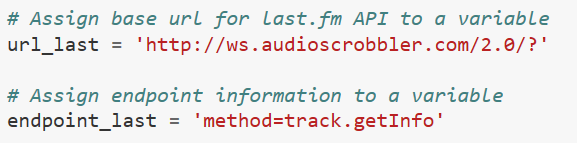 # Assign base url for last.fm API to a variable
url_last = 'http://ws.audioscrobbler.com/2.0/?'
# Assign endpoint information to a variable
endpoint_last = 'method=track.getInfo'